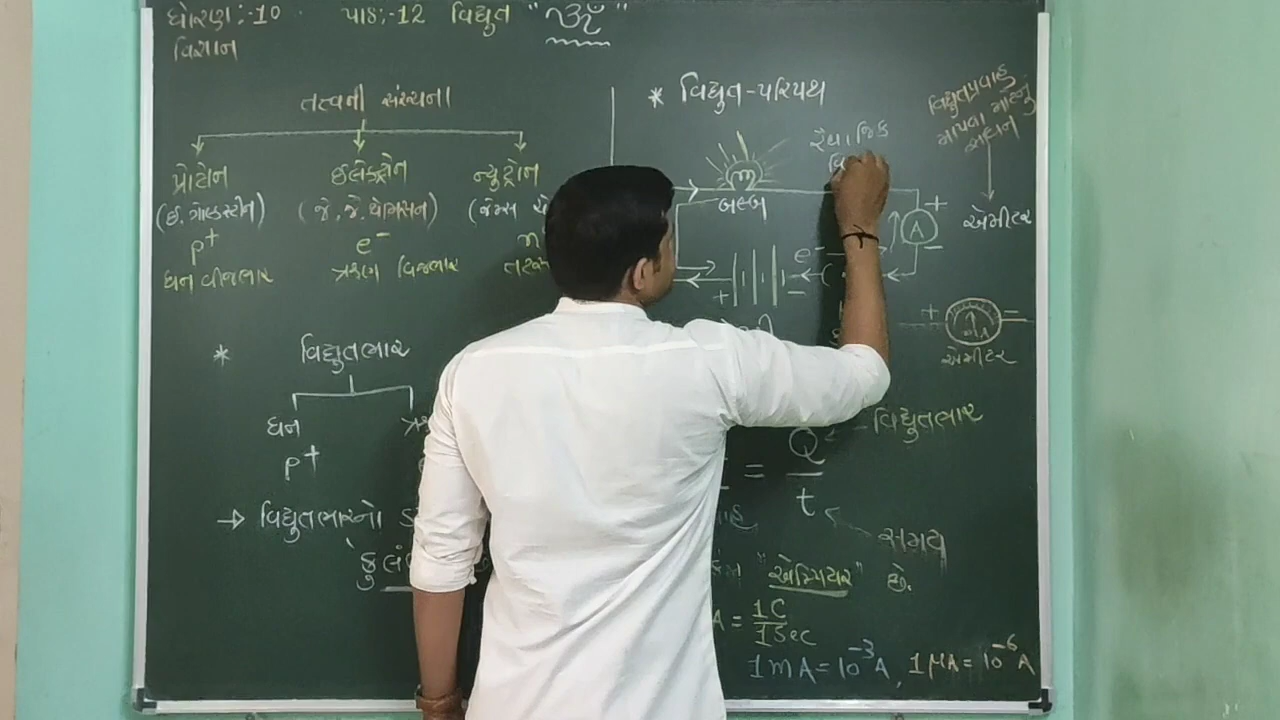 ધોરણ:-10 પાઠ:-12 વિદ્યુત "ૐ"
વિજ્ઞાન
તત્વની સંરચના
પ્રોટોન ઈલેક્ટ્રોન ન્યુટ્રોન
(ઈ. ગોલ્ડસ્ટીન) (જે. જે. થોમસન) (જેમ્સ
p+ e− n
ધન વીજભાર ઋણ વિજભાર
* વિદ્યુતભાર
ધન
p+
→ વિદ્યુતભારનો
* વિદ્યુત-પરિપથ
વિદ્યુતપ્રવાહ
માપવા માટેનું
સાધન
એમીટર
બલ્બ
A
+
−
e−
+ −
+ −
A
એમીટર
= Q/t
વિદ્યુતભાર
સમય
"એમ્પિયર" છે.
A = 1C/1Sec
1mA = 10⁻³A, 1μA = 10⁻⁶A